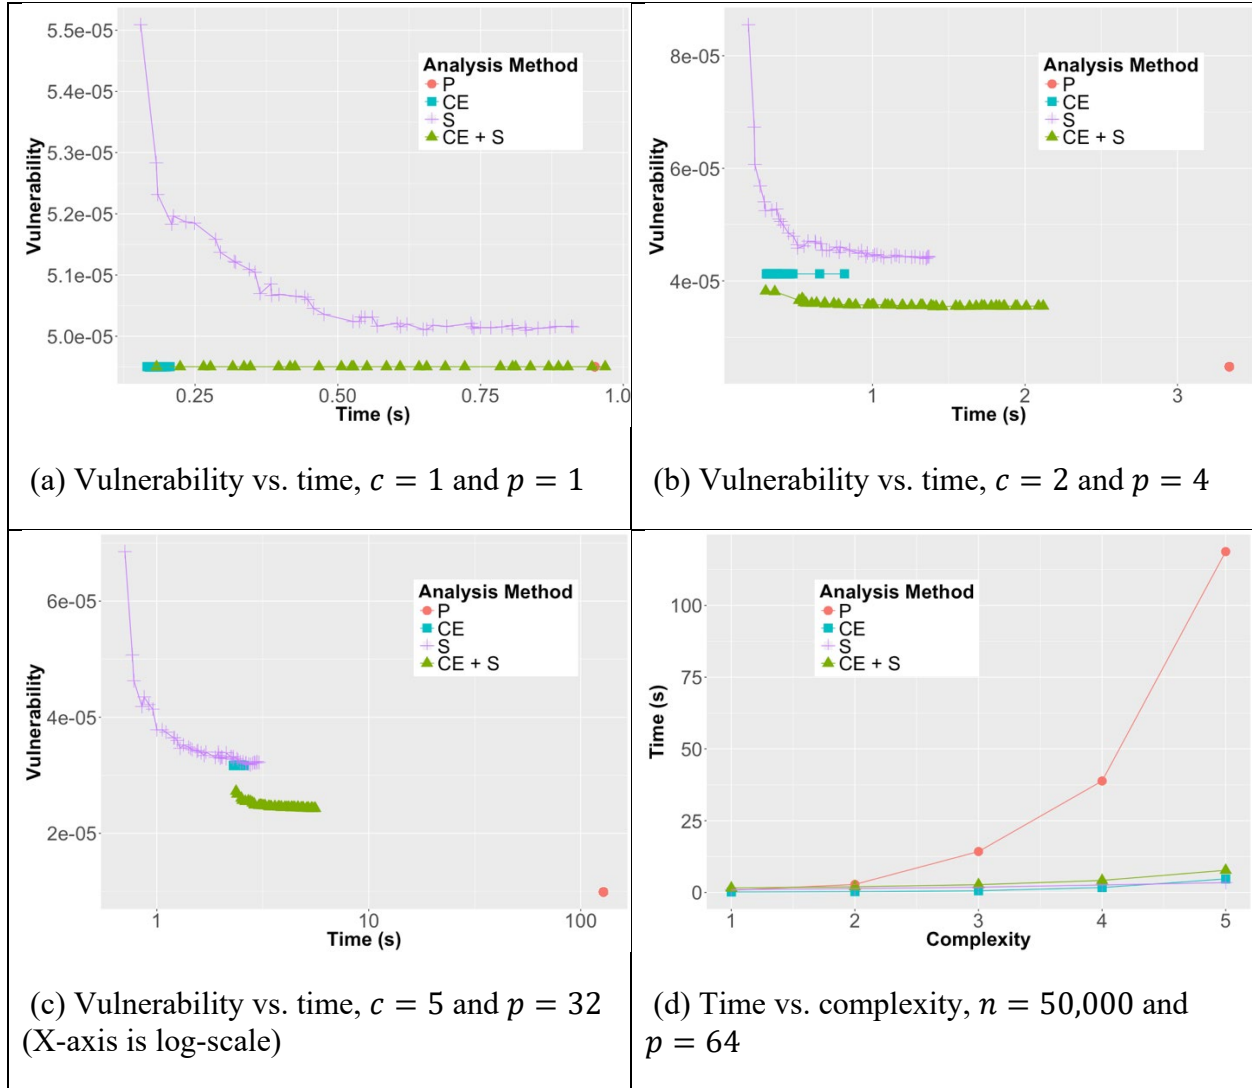 5.5e-05
5.4e-05
5.3e-05
5.2e-05
5.1e-05
5.0e-05
Vulnerability
Analysis Method
P
CE
S
CE + S
0.25 0.50 0.75 1.0
Time (s)
(a) Vulnerability vs. time, c = 1 and p = 1
8e-05
6e-05
4e-05
Vulnerability
Analysis Method
P
CE
S
CE + S
1 2 3
Time (s)
(b) Vulnerability vs. time, c = 2 and p = 4
6e-05
4e-05
2e-05
Vulnerability
Analysis Method
P
CE
S
CE + S
1 10 100
Time (s)
(c) Vulnerability vs. time, c = 5 and p = 32
(X-axis is log-scale)
100
75
50
25
0
Time (s)
Analysis Method
P
CE
S
CE + S
1 2 3 4 5
Complexity
(d) Time vs. complexity, n = 50,000 and
p = 64